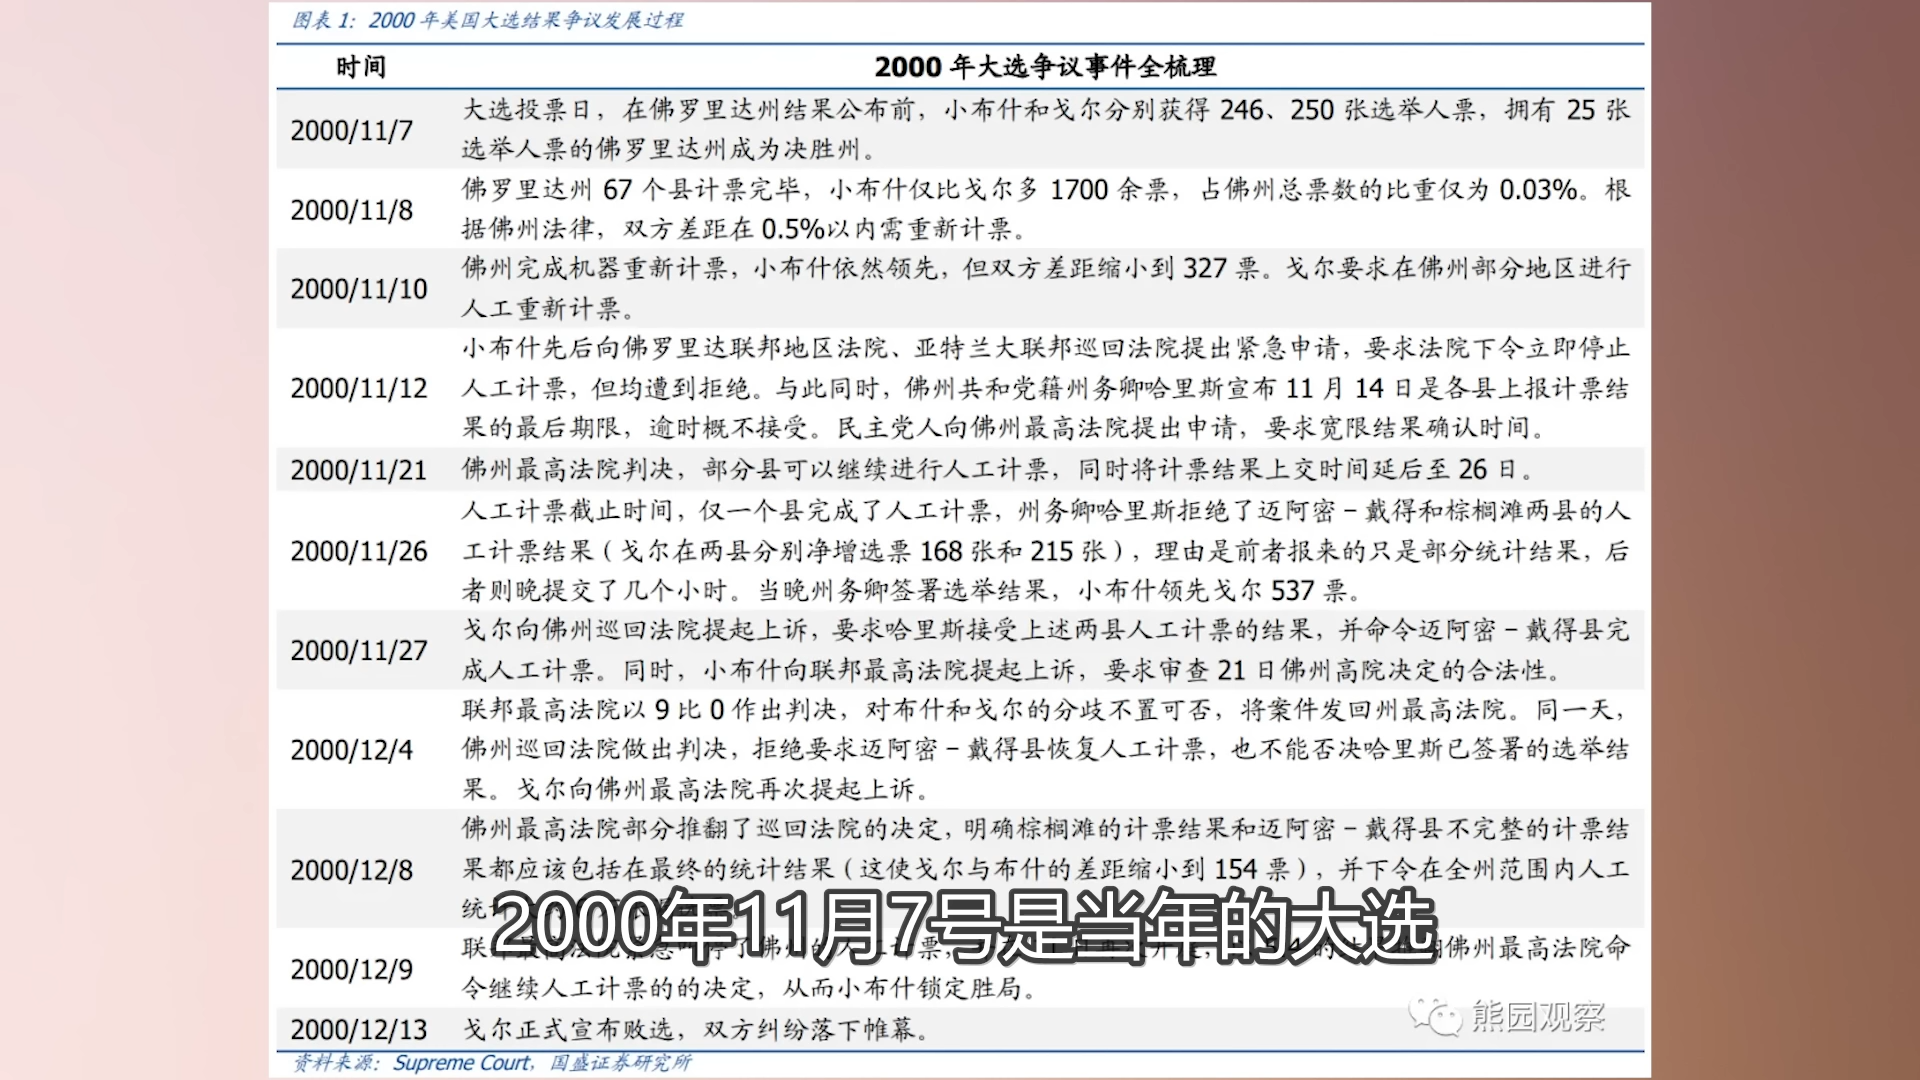 图表 1：2000 年美国大选结果争议发展过程
时间
2000 年大选争议事件全梳理
2000/11/7
大选投票日，在佛罗里达州结果公布前，小布什和戈尔分别获得 246、250 张选举人票，拥有 25 张
选举人票的佛罗里达州成为决胜州。
2000/11/8
佛罗里达州 67 个县计票完毕，小布什仅比戈尔多 1700 余票，占佛州总票数的比重仅为 0.03%。根
据佛州法律，双方差距在 0.5%以内需重新计票。
2000/11/10
佛州完成机器重新计票，小布什依然领先，但双方差距缩小到 327 票。戈尔要求在佛州部分地区进行
人工重新计票。
2000/11/12
小布什先后向佛罗里达联邦地区法院、亚特兰大联邦巡回法院提出紧急申请，要求法院下令立即停止
人工计票，但均遭到拒绝。与此同时，佛州共和党籍州务卿哈里斯宣布 11 月 14 日是各县上报计票结
果的最后期限，逾时概不接受。民主党人向佛州最高法院提出申请，要求宽限结果确认时间。
2000/11/21
佛州最高法院判决，部分县可以继续进行人工计票，同时将计票结果上交时间延后至 26 日。
2000/11/26
人工计票截止时间，仅一个县完成了人工计票，州务卿哈里斯拒绝了迈阿密－戴得和棕榈滩两县的人
工计票结果（戈尔在两县分别净增选票 168 张和 215 张），理由是前者报来的只是部分统计结果，后
者则晚提交了几个小时。当晚州务卿签署选举结果，小布什领先戈尔 537 票。
2000/11/27
戈尔向佛州巡回法院提起上诉，要求哈里斯接受上述两县人工计票的结果，并命令迈阿密－戴得县完
成人工计票。同时，小布什向联邦最高法院提起上诉，要求审查 21 日佛州高院决定的合法性。
2000/12/4
联邦最高法院以 9 比 0 作出判决，对布什和戈尔的分歧不置可否，将案件发回州最高法院。同一天，
佛州巡回法院做出判决，拒绝要求迈阿密－戴得县恢复人工计票，也不能否决哈里斯已签署的选举结
果。戈尔向佛州最高法院再次提起上诉。
2000/12/8
佛州最高法院部分推翻了巡回法院的决定，明确棕榈滩的计票结果和迈阿密－戴得县不完整的计票结
果都应该包括在最终的统计结果（这使戈尔与布什的差距缩小到 154 票），并下令在全州范围内人工
统
2000年11月7号是当年的大选
2000/12/9
联 佛州最高法院命
令继续人工计票的的决定，从而小布什锁定胜局。
2000/12/13
戈尔正式宣布败选，双方纠纷落下帷幕。
熊园观察
资料来源：Supreme Court，国盛证券研究所